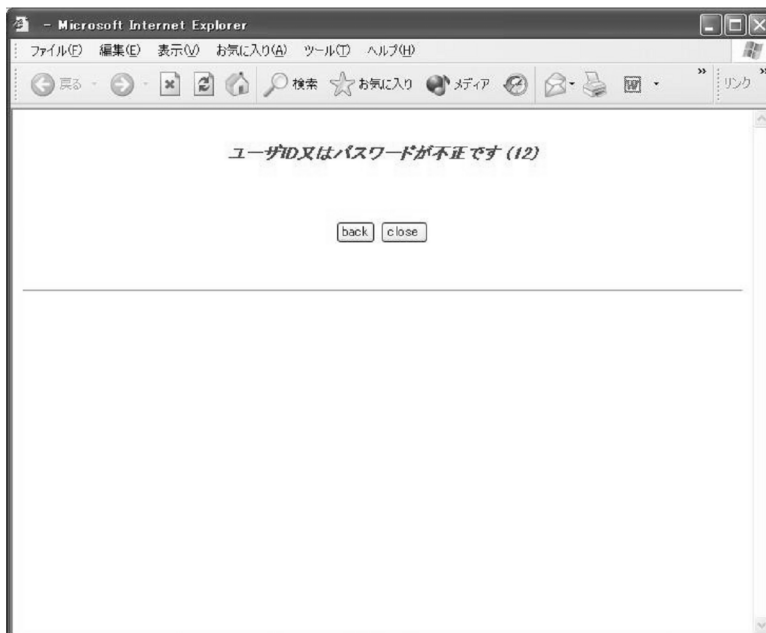 - Microsoft Internet Explorer
ファイル(F) 編集(E) 表示(V) お気に入り(A) ツール(T) ヘルプ(H)
戻る 検索 お気に入り メディア W » リンク »
ユーザID又はパスワードが不正です (12)
back close